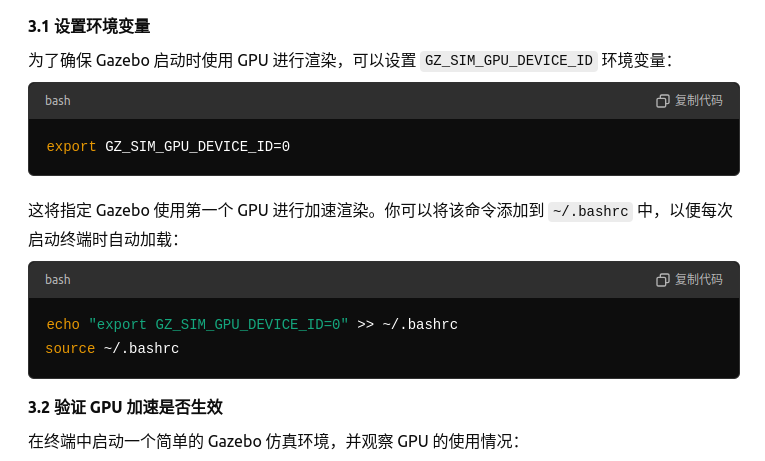 3.1 设置环境变量
为了确保 Gazebo 启动时使用 GPU 进行渲染，可以设置 GZ_SIM_GPU_DEVICE_ID 环境变量：
bash 复制代码
export GZ_SIM_GPU_DEVICE_ID=0
这将指定 Gazebo 使用第一个 GPU 进行加速渲染。你可以将该命令添加到 ~/.bashrc 中，以便每次
启动终端时自动加载：
bash 复制代码
echo "export GZ_SIM_GPU_DEVICE_ID=0" >> ~/.bashrc
source ~/.bashrc
3.2 验证 GPU 加速是否生效
在终端中启动一个简单的 Gazebo 仿真环境，并观察 GPU 的使用情况：